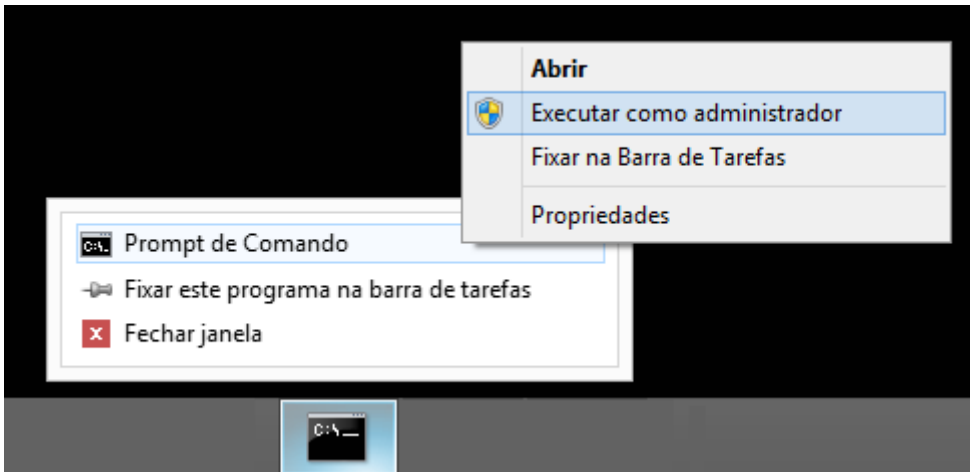 Abrir
Executar como administrador
Fixar na Barra de Tarefas
Propriedades
C:\.
Prompt de Comando
Fixar este programa na barra de tarefas
Fechar janela
C:\_